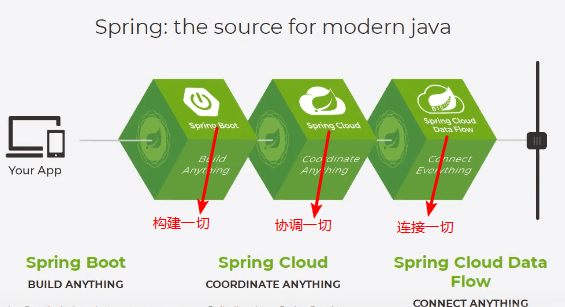 Spring: the source for modern java
Spring Boot
Spring Cloud
Spring Cloud
Data Flow
Build
Anything
Coordinate
Anything
Connect
Everything
Your App
构建一切
协调一切
连接一切
Spring Boot
BUILD ANYTHING
Spring Cloud
COORDINATE ANYTHING
Spring Cloud Data
Flow
CONNECT ANYTHING